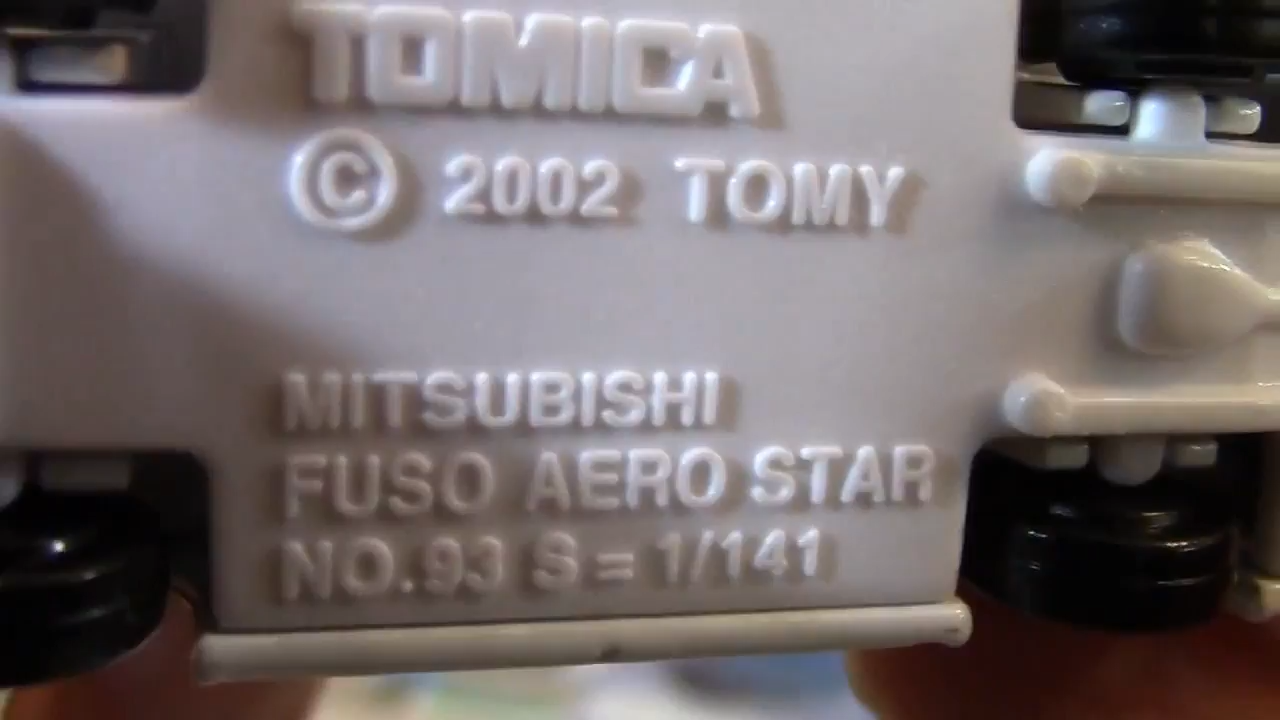 TOMICA
© 2002 TOMY
MITSUBISHI
FUSO AERO STAR
NO.93 S=1/141